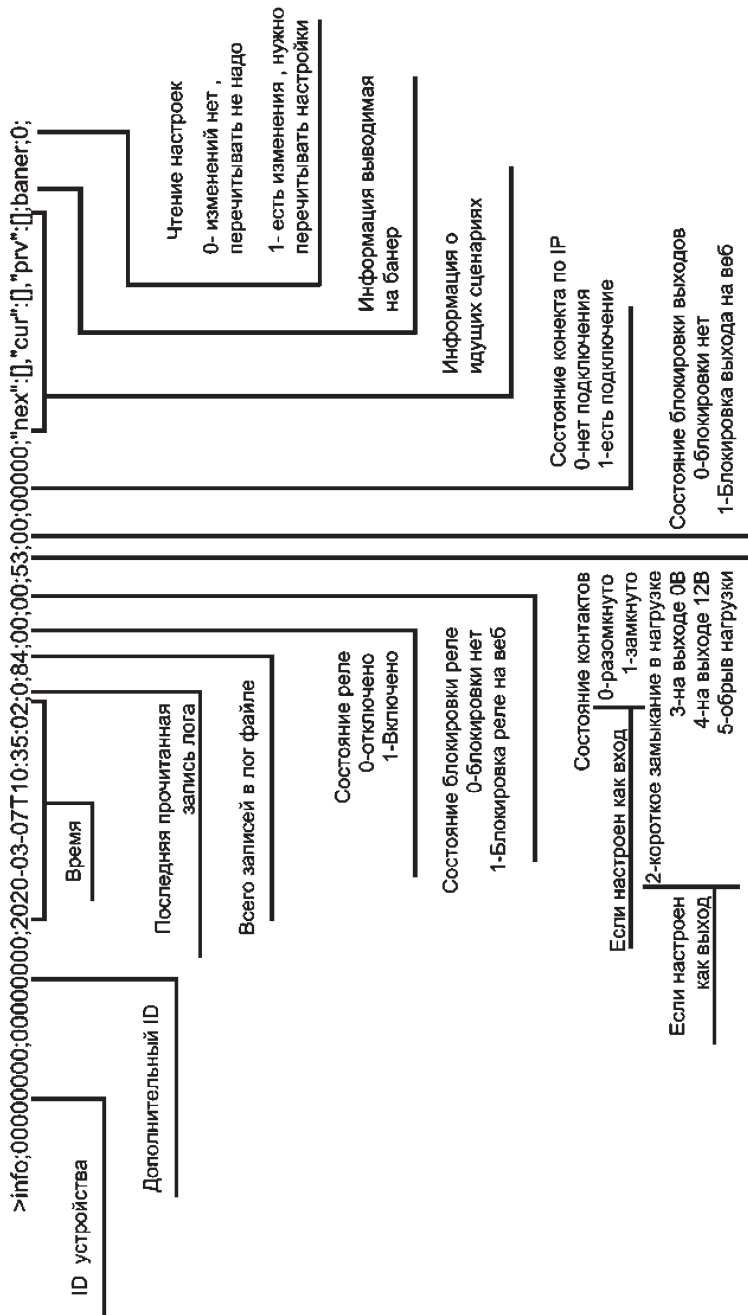 >info;00000000;00000000;2020-03-07T10:35:02;0;84;00;00;53;00;00000;"nex":[],"cur":[],"prv":[];baner;0;
ID устройства
Дополнительный ID
Время
Последняя прочитанная
запись лога
Всего записей в лог файле
Состояние реле
0-отключено
1-Включено
Состояние блокировки реле
0-блокировки нет
1-Блокировка реле на веб
Если настроен как вход
Состояние контактов
0-разомкнуто
1-замкнуто
Если настроен
как выход
2-короткое замыкание в нагрузке
3-на выходе 0В
4-на выходе 12В
5-обрыв нагрузки
Состояние блокировки выходов
0-блокировки нет
1-Блокировка выхода на веб
Состояние конекта по IP
0-нет подключения
1-есть подключение
Информация о
идущих сценариях
Информация выводимая
на банер
Чтение настроек
0- изменений нет ,
перечитывать не надо
1- есть изменения , нужно
перечитывать настройки